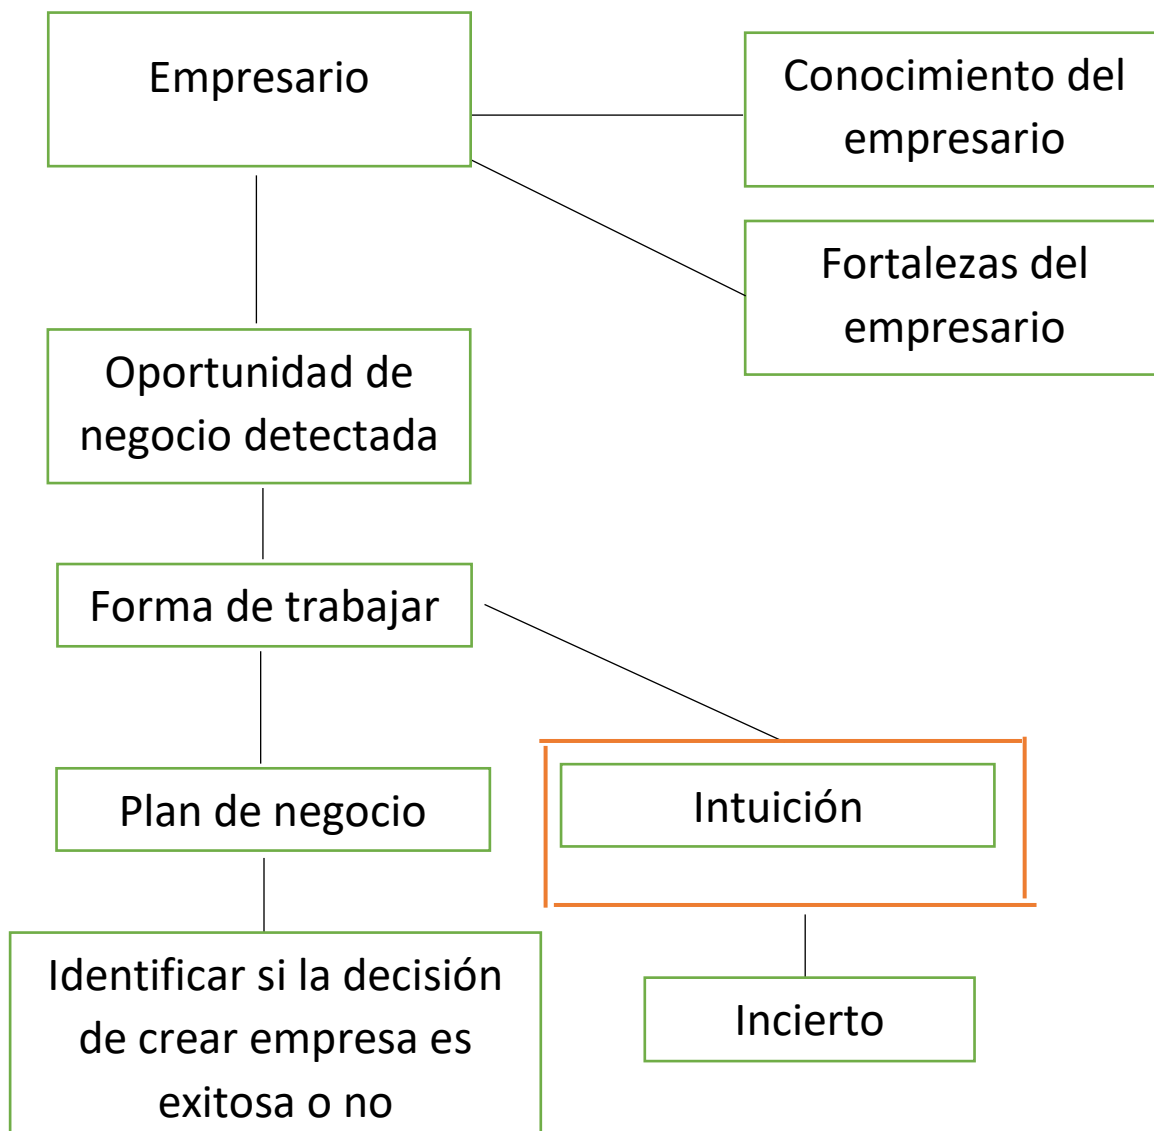 Empresario
Conocimiento del
empresario
Fortalezas del
empresario
Oportunidad de
negocio detectada
Forma de trabajar
Plan de negocio
Intuición
Identificar si la decisión
de crear empresa es
exitosa o no
Incierto